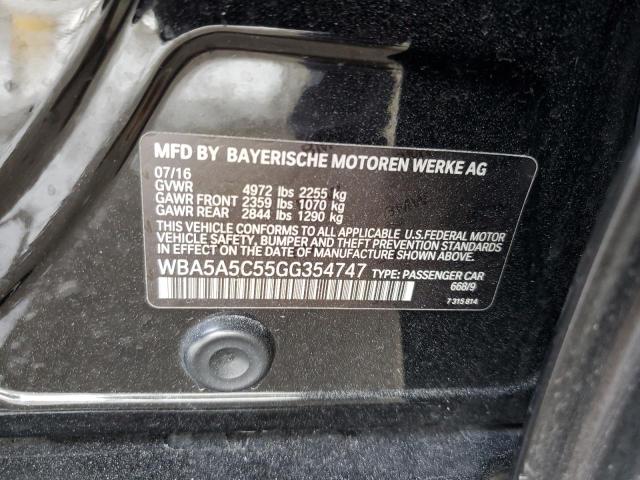 MFD BY BAYERISCHE MOTOREN WERKE AG
07/16
GVWR 4972 lbs 2255 kg
GAWR FRONT 2359 lbs 1070 kg
GAWR REAR 2844 lbs 1290 kg
THIS VEHICLE CONFORMS TO ALL APPLICABLE U.S. FEDERAL MOTOR
VEHICLE SAFETY, BUMPER AND THEFT PREVENTION STANDARDS
IN EFFECT ON THE DATE OF MANUFACTURE SHOWN ABOVE.
WBA5A5C55GG354747 TYPE: PASSENGER CAR
668/9
7 315 814